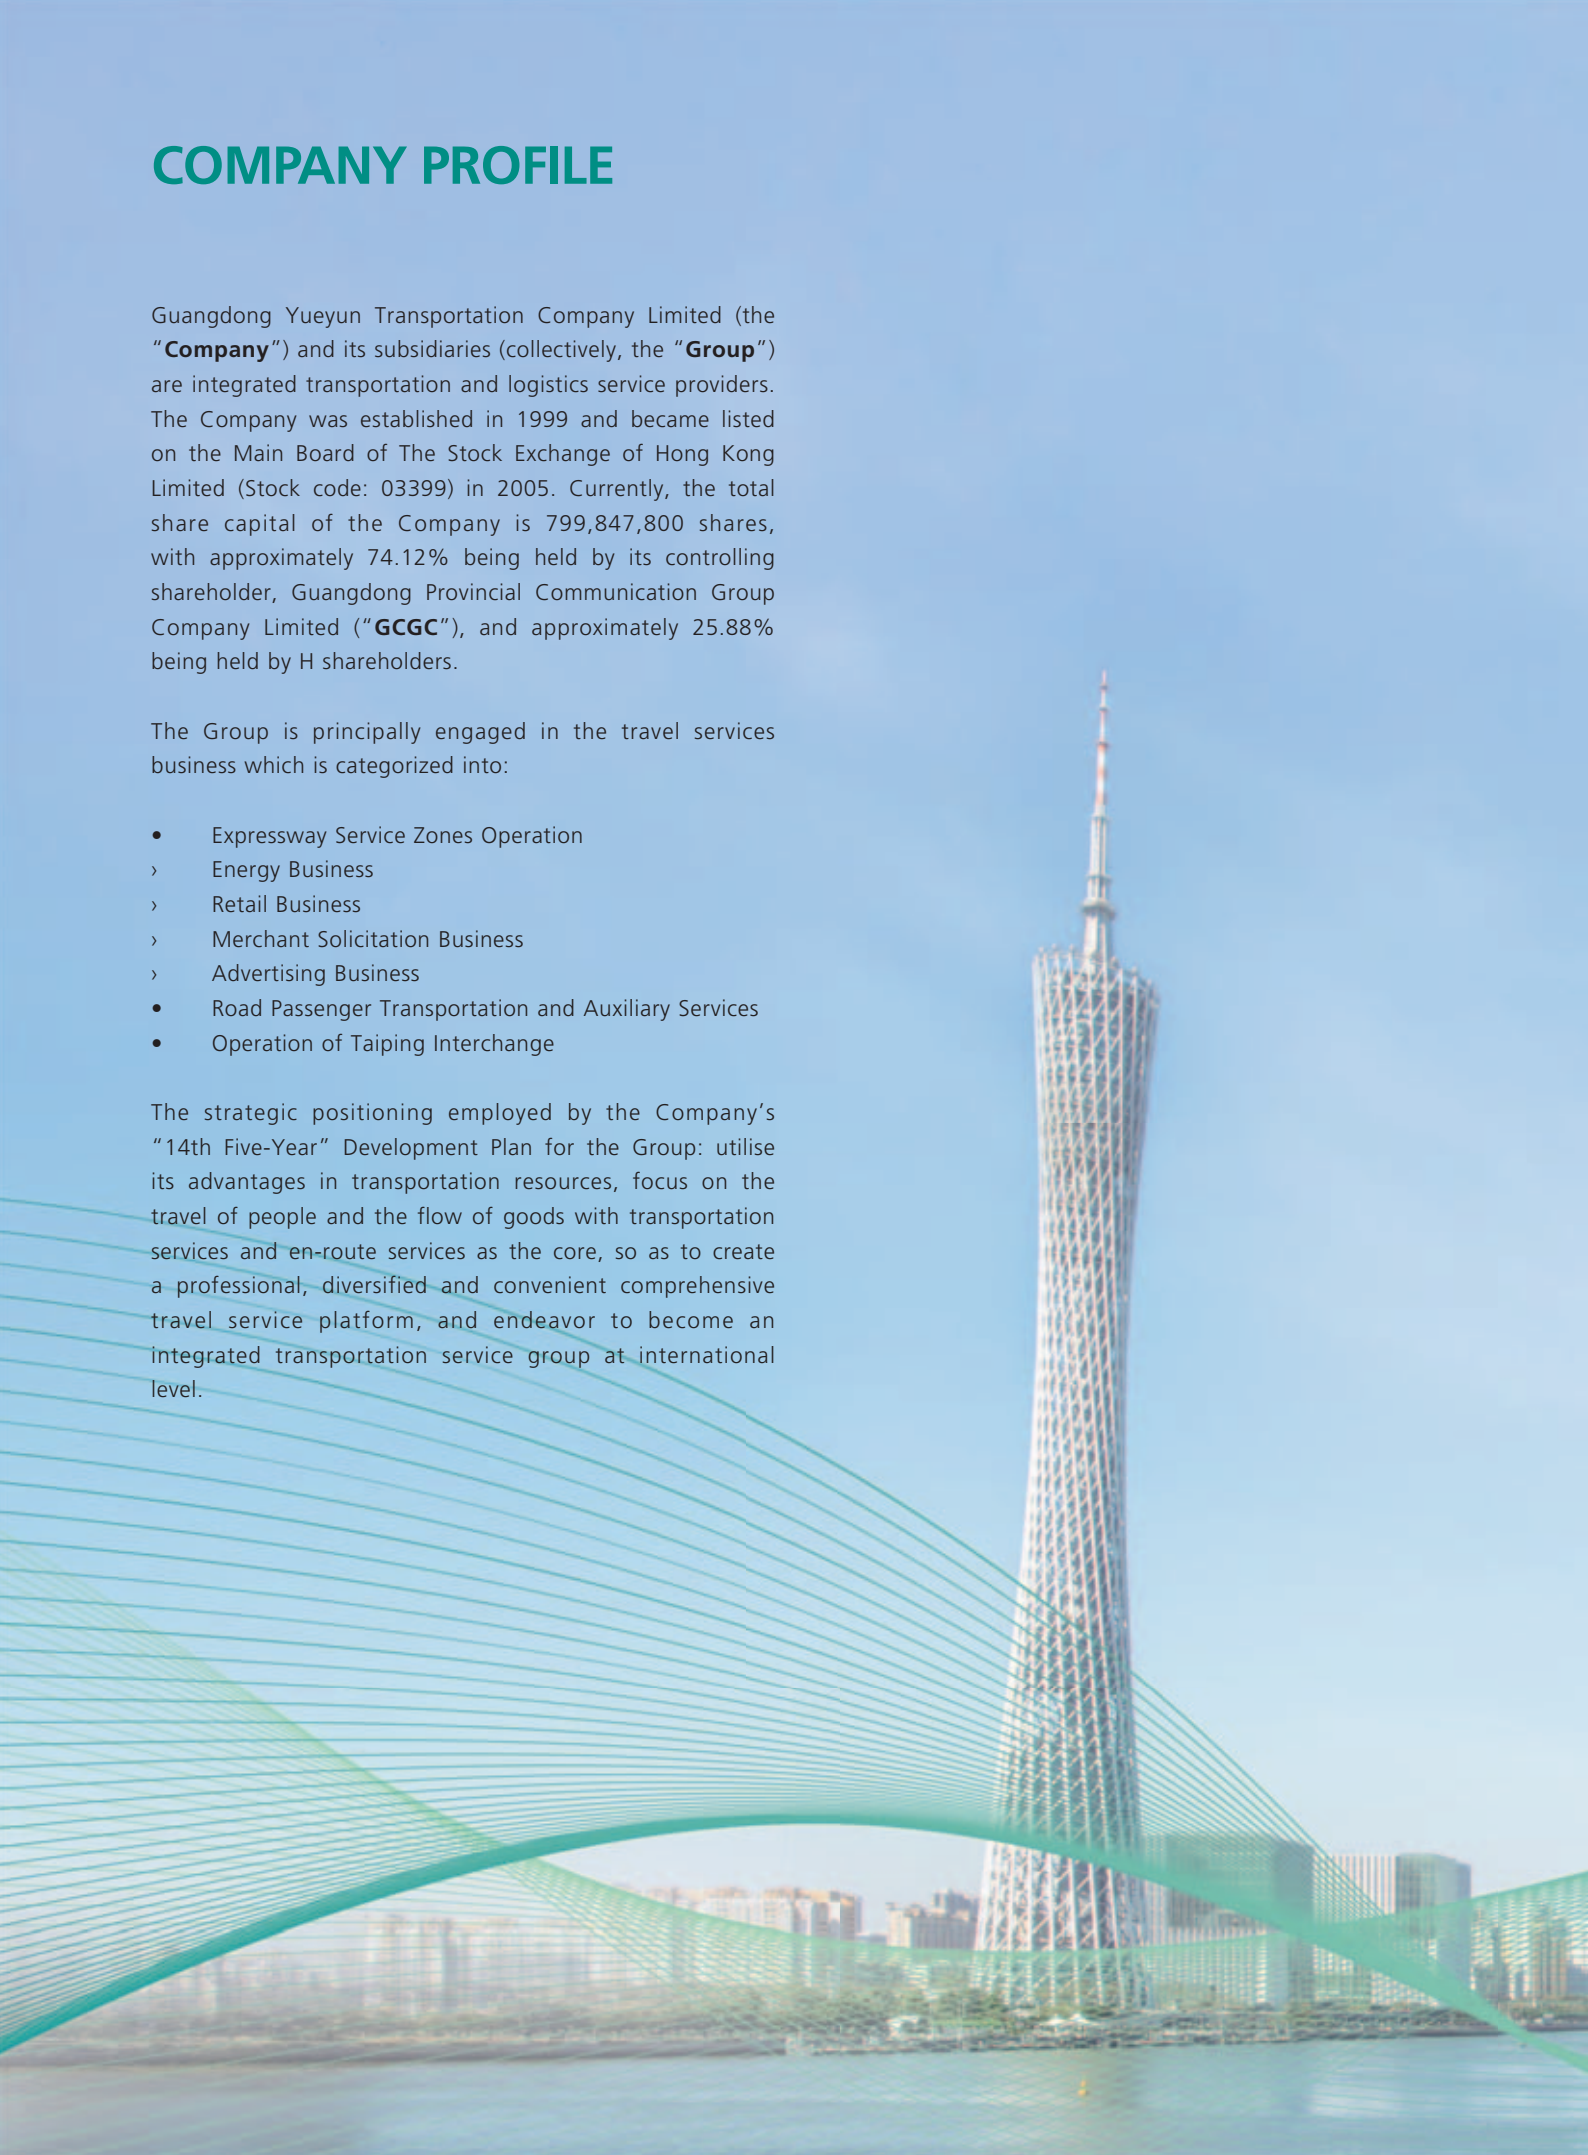 COMPANY PROFILE
Guangdong Yueyun Transportation Company Limited (the
“Company”) and its subsidiaries (collectively, the “Group”)
are integrated transportation and logistics service providers.
The Company was established in 1999 and became listed
on the Main Board of The Stock Exchange of Hong Kong
Limited (Stock code: 03399) in 2005. Currently, the total
share capital of the Company is 799,847,800 shares,
with approximately 74.12% being held by its controlling
shareholder, Guangdong Provincial Communication Group
Company Limited (“GCGC”), and approximately 25.88%
being held by H shareholders.
The Group is principally engaged in the travel services
business which is categorized into:
• Expressway Service Zones Operation
› Energy Business
› Retail Business
› Merchant Solicitation Business
› Advertising Business
• Road Passenger Transportation and Auxiliary Services
• Operation of Taiping Interchange
The strategic positioning employed by the Company’s
“14th Five-Year” Development Plan for the Group: utilise
its advantages in transportation resources, focus on the
travel of people and the flow of goods with transportation
services and en-route services as the core, so as to create
a professional, diversified and convenient comprehensive
travel service platform, and endeavor to become an
integrated transportation service group at international
level.